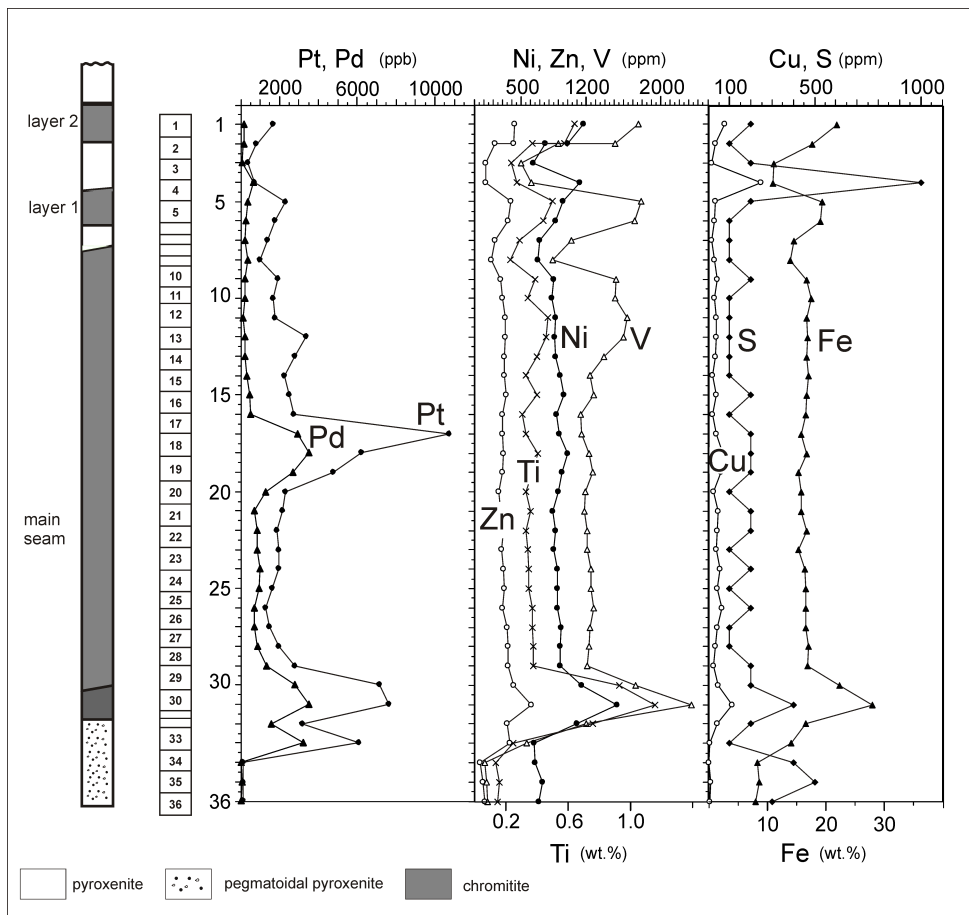 Pt, Pd (ppb)
2000 6000 10000
Ni, Zn, V (ppm)
500 1200 2000
Cu, S (ppm)
100 500 1000
layer 2
layer 1
main
seam
1
2
3
4
5
10
11
12
13
14
15
16
17
18
19
20
21
22
23
24
25
26
27
28
29
30
33
34
35
36
1
5
10
15
20
25
30
36
Pt
Pd
Ni
V
Ti
Zn
S
Fe
Cu
0.2 0.6 1.0
Ti (wt.%)
10 20 30
Fe (wt.%)
pyroxenite
pegmatoidal pyroxenite
chromitite